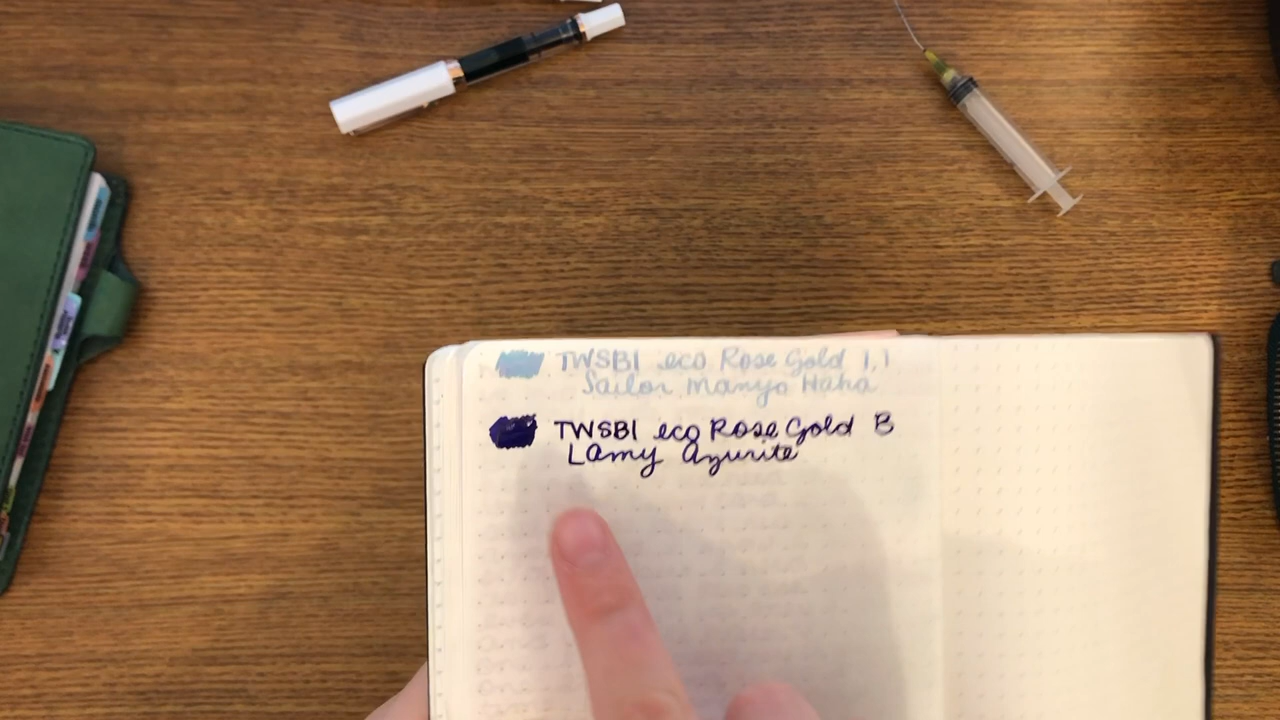 TWSBI eco Rose Gold 1,1
Sailor Manyo Haha
TWSBI eco Rose Gold B
Lamy Azurite